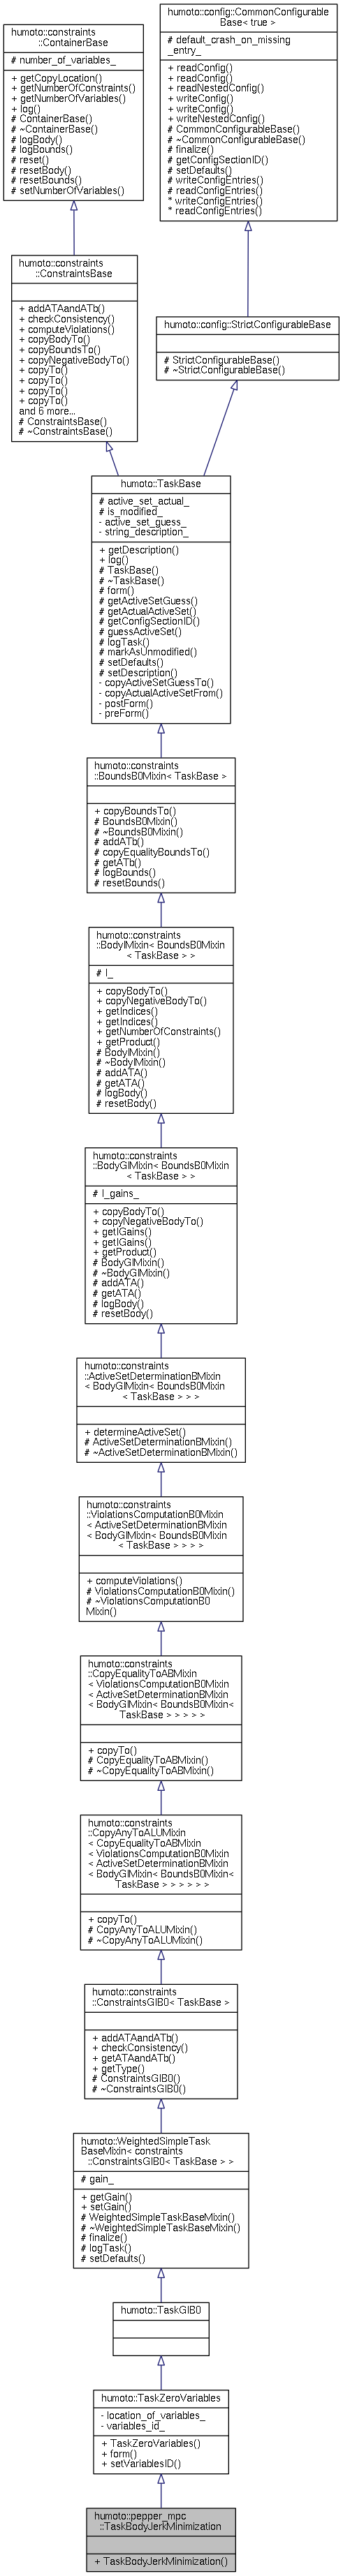 humoto::constraints
::ContainerBase
# number_of_variables_
+ getCopyLocation()
+ getNumberOfConstraints()
+ getNumberOfVariables()
+ log()
# ContainerBase()
# ~ContainerBase()
# logBody()
# logBounds()
# reset()
# resetBody()
# resetBounds()
# setNumberOfVariables()
humoto::config::CommonConfigurable
Base< true >
# default_crash_on_missing
_entry_
+ readConfig()
+ readConfig()
+ readNestedConfig()
+ writeConfig()
+ writeConfig()
+ writeNestedConfig()
# CommonConfigurableBase()
# ~CommonConfigurableBase()
# finalize()
# getConfigSectionID()
# setDefaults()
# writeConfigEntries()
# readConfigEntries()
* writeConfigEntries()
* readConfigEntries()
humoto::constraints
::ConstraintsBase
+ addATAandATb()
+ checkConsistency()
+ computeViolations()
+ copyBodyTo()
+ copyBoundsTo()
+ copyNegativeBodyTo()
+ copyTo()
+ copyTo()
+ copyTo()
+ copyTo()
and 6 more...
# ConstraintsBase()
# ~ConstraintsBase()
humoto::config::StrictConfigurableBase
# StrictConfigurableBase()
# ~StrictConfigurableBase()
humoto::TaskBase
# active_set_actual_
# is_modified_
- active_set_guess_
- string_description_
+ getDescription()
+ log()
# TaskBase()
# ~TaskBase()
# form()
# getActiveSetGuess()
# getActualActiveSet()
# getConfigSectionID()
# guessActiveSet()
# logTask()
# markAsUnmodified()
# setDefaults()
# setDescription()
- copyActiveSetGuessTo()
- copyActualActiveSetFrom()
- postForm()
- preForm()
humoto::constraints
::BoundsB0Mixin< TaskBase >
+ copyBoundsTo()
# BoundsB0Mixin()
# ~BoundsB0Mixin()
# addATb()
# copyEqualityBoundsTo()
# getATb()
# logBounds()
# resetBounds()
humoto::constraints
::BodyIMixin< BoundsB0Mixin
< TaskBase > >
# I_
+ copyBodyTo()
+ copyNegativeBodyTo()
+ getIndices()
+ getIndices()
+ getNumberOfConstraints()
+ getProduct()
# BodyIMixin()
# ~BodyIMixin()
# addATA()
# getATA()
# logBody()
# resetBody()
humoto::constraints
::BodyGIMixin< BoundsB0Mixin
< TaskBase > >
# I_gains_
+ copyBodyTo()
+ copyNegativeBodyTo()
+ getIGains()
+ getIGains()
+ getProduct()
# BodyGIMixin()
# ~BodyGIMixin()
# addATA()
# getATA()
# logBody()
# resetBody()
humoto::constraints
::ActiveSetDeterminationBMixin
< BodyGIMixin< BoundsB0Mixin
< TaskBase > > >
+ determineActiveSet()
# ActiveSetDeterminationBMixin()
# ~ActiveSetDeterminationBMixin()
humoto::constraints
::ViolationsComputationB0Mixin
< ActiveSetDeterminationBMixin
< BodyGIMixin< BoundsB0Mixin
< TaskBase > > > >
+ computeViolations()
# ViolationsComputationB0Mixin()
# ~ViolationsComputationB0
Mixin()
humoto::constraints
::CopyEqualityToABMixin
< ViolationsComputationB0Mixin
< ActiveSetDeterminationBMixin
< BodyGIMixin< BoundsB0Mixin<
TaskBase > > > > >
+ copyTo()
# CopyEqualityToABMixin()
# ~CopyEqualityToABMixin()
humoto::constraints
::CopyAnyToALUMixin
< CopyEqualityToABMixin
< ViolationsComputationB0Mixin
< ActiveSetDeterminationBMixin
< BodyGIMixin< BoundsB0Mixin<
TaskBase > > > > > >
+ copyTo()
# CopyAnyToALUMixin()
# ~CopyAnyToALUMixin()
humoto::constraints
::ConstraintsGIB0< TaskBase >
+ addATAandATb()
+ checkConsistency()
+ getATAandATb()
+ getType()
# ConstraintsGIB0()
# ~ConstraintsGIB0()
humoto::WeightedSimpleTask
BaseMixin< constraints
::ConstraintsGIB0< TaskBase > >
# gain_
+ getGain()
+ setGain()
# WeightedSimpleTaskBaseMixin()
# ~WeightedSimpleTaskBaseMixin()
# finalize()
# logTask()
# setDefaults()
humoto::TaskGIB0
humoto::TaskZeroVariables
- location_of_variables_
- variables_id_
+ TaskZeroVariables()
+ form()
+ setVariablesID()
humoto::pepper_mpc
::TaskBodyJerkMinimization
+ TaskBodyJerkMinimization()